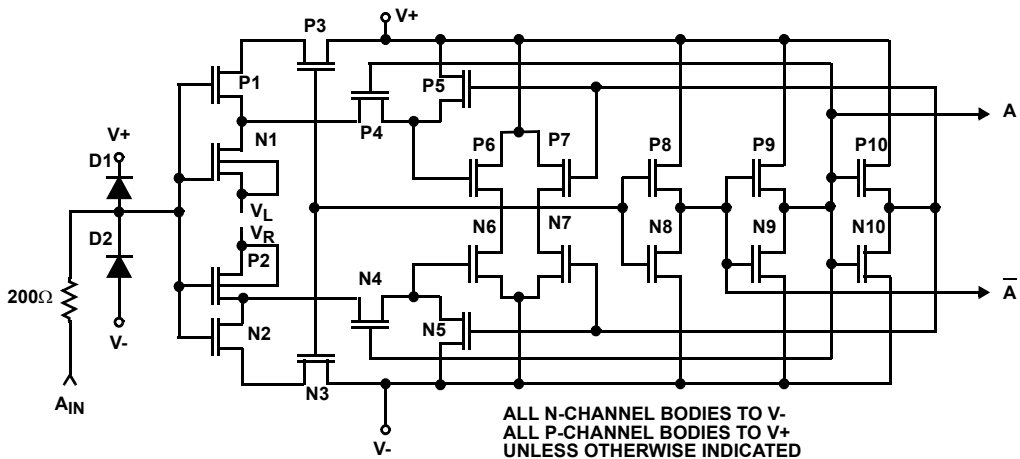 P3
V+
P1
P5
P4
A
N1
P6
P7
P8
P9
P10
V+
D1
VL
VR
N6
N7
N8
N9
N10
D2
P2
N4
A
200Ω
V-
N2
N5
AIN
N3
V-
ALL N-CHANNEL BODIES TO V-
ALL P-CHANNEL BODIES TO V+
UNLESS OTHERWISE INDICATED